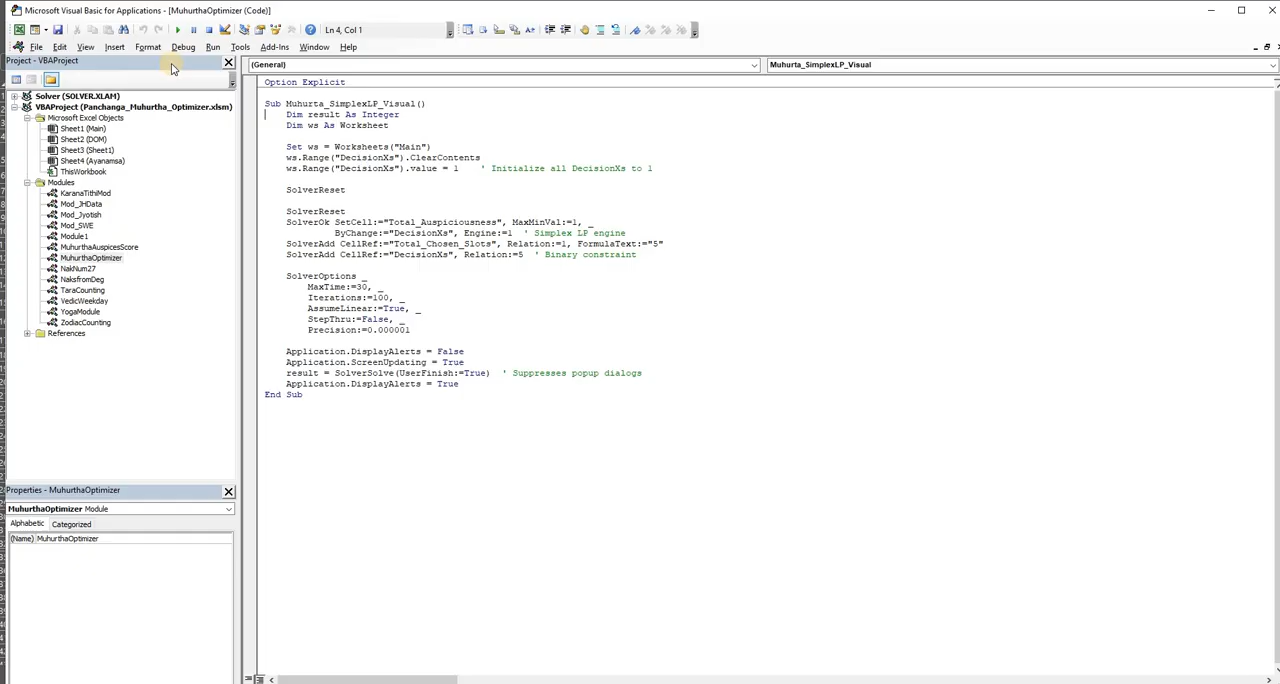 Microsoft Visual Basic for Applications - [MuhurthaOptimizer (Code)]
Ln 4, Col 1
File Edit View Insert Format Debug Run Tools Add-Ins Window Help
Project - VBAProject
(General)
Muhurta_SimplexLP_Visual
Solver (SOLVER.XLAM)
VBAProject (Panchanga_Muhurtha_Optimizer.xlsm)
Microsoft Excel Objects
Sheet1 (Main)
Sheet2 (DOM)
Sheet3 (Sheet1)
Sheet4 (Ayanamsa)
ThisWorkbook
Modules
KaranaTithiMod
Mod_JHData
Mod_Jyotish
Mod_SWE
Module1
MuhurthaAuspicesScore
MuhurthaOptimizer
NakNum27
NaksfromDeg
TaraCounting
VedicWeekday
YogaModule
ZodiacCounting
References
Properties - MuhurthaOptimizer
MuhurthaOptimizer Module
Alphabetic Categorized
(Name) MuhurthaOptimizer
Option Explicit
Sub Muhurta_SimplexLP_Visual()
Dim result As Integer
Dim ws As Worksheet
Set ws = Worksheets("Main")
ws.Range("DecisionXs").ClearContents
ws.Range("DecisionXs").value = 1 ' Initialize all DecisionXs to 1
SolverReset
SolverReset
SolverOk SetCell:="Total_Auspiciousness", MaxMinVal:=1, _
ByChange:="DecisionXs", Engine:=1 ' Simplex LP engine
SolverAdd CellRef:="Total_Chosen_Slots", Relation:=1, FormulaText:="5"
SolverAdd CellRef:="DecisionXs", Relation:=5 ' Binary constraint
SolverOptions _
MaxTime:=30, _
Iterations:=100, _
AssumeLinear:=True, _
StepThru:=False, _
Precision:=0.000001
Application.DisplayAlerts = False
Application.ScreenUpdating = True
result = SolverSolve(UserFinish:=True) ' Suppresses popup dialogs
Application.DisplayAlerts = True
End Sub